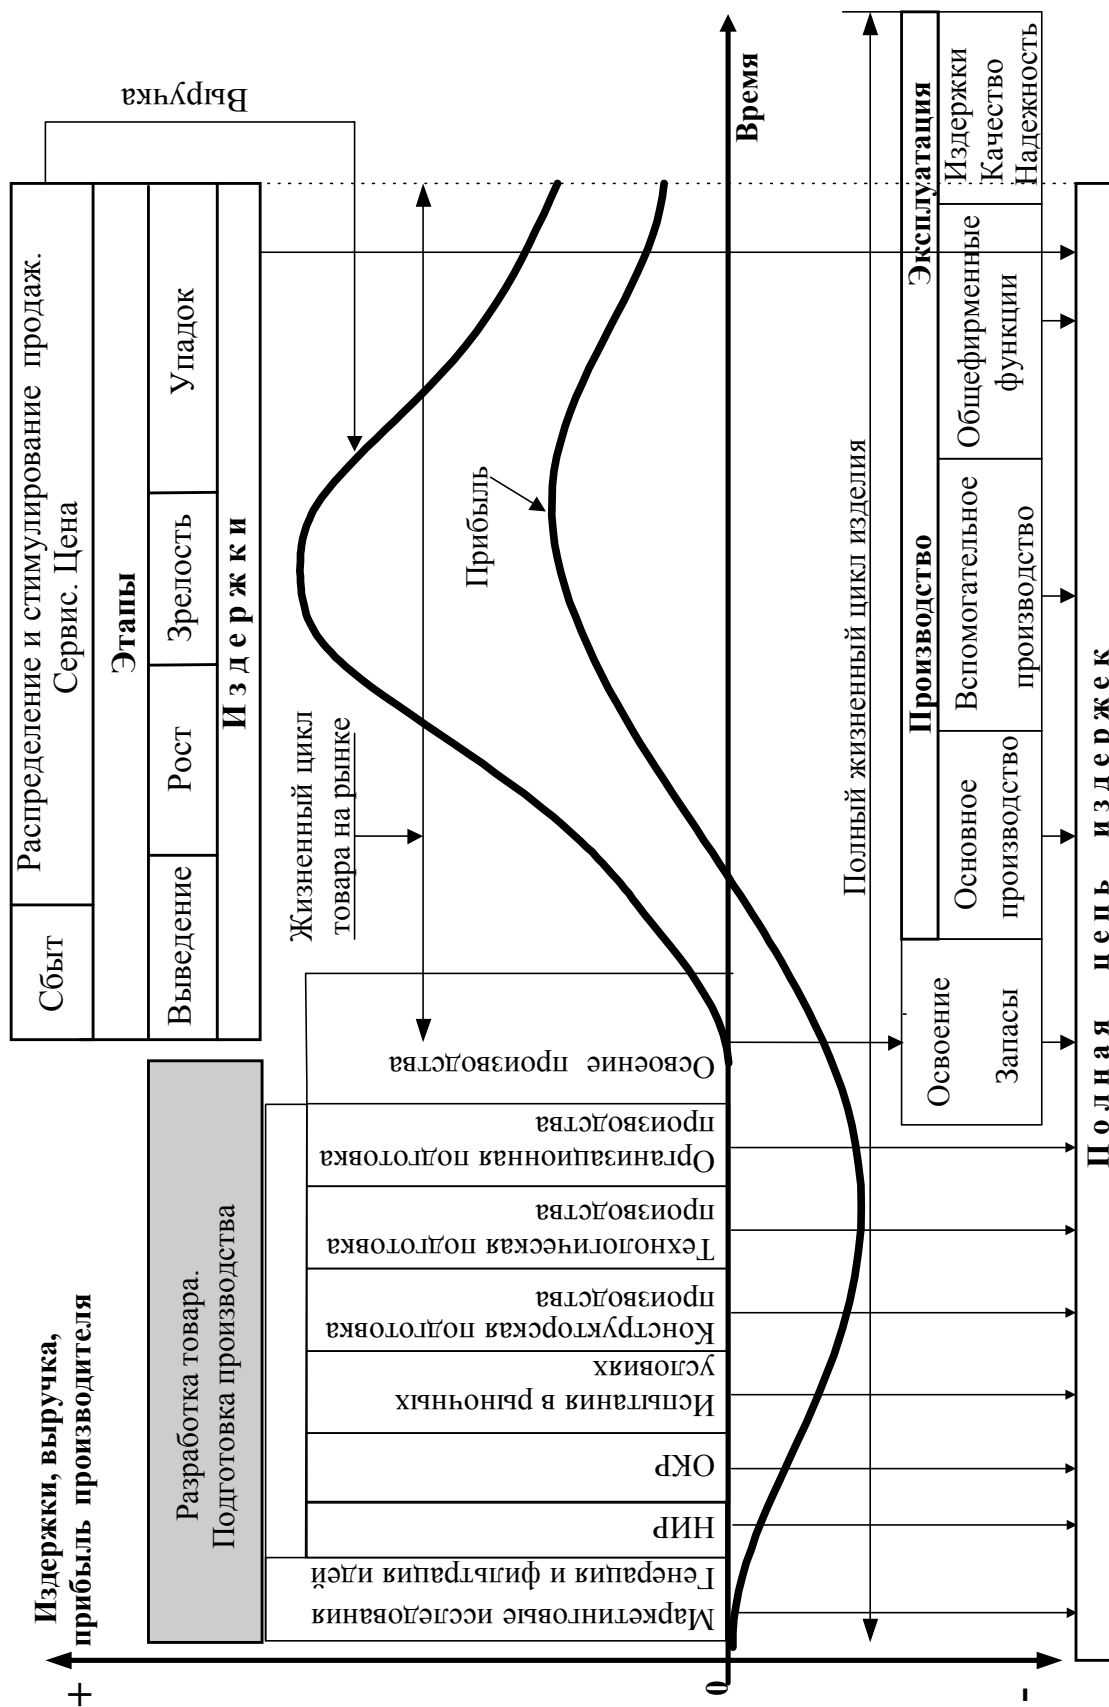 Издержки, выручка,
прибыль производителя
+
0
-
Разработка товара.
Подготовка производства
Сбыт
Распределение и стимулирование продаж.
Сервис. Цена
Этапы
Выведение
Рост
Зрелость
Упадок
Издержки
Выручка
Жизненный цикл
товара на рынке
Прибыль
Время
Маркетинговые исследования
Генерация и фильтрация идей
НИР
ОКР
Испытания в рыночных
условиях
Конструкторская подготовка
производства
Технологическая подготовка
производства
Организационная подготовка
производства
Освоение производства
Полный жизненный цикл изделия
Освоение
Запасы
Производство
Эксплуатация
Основное
производство
Вспомогательное
производство
Общефирменные
функции
Издержки
Качество
Надежность
Полная цепь издержек